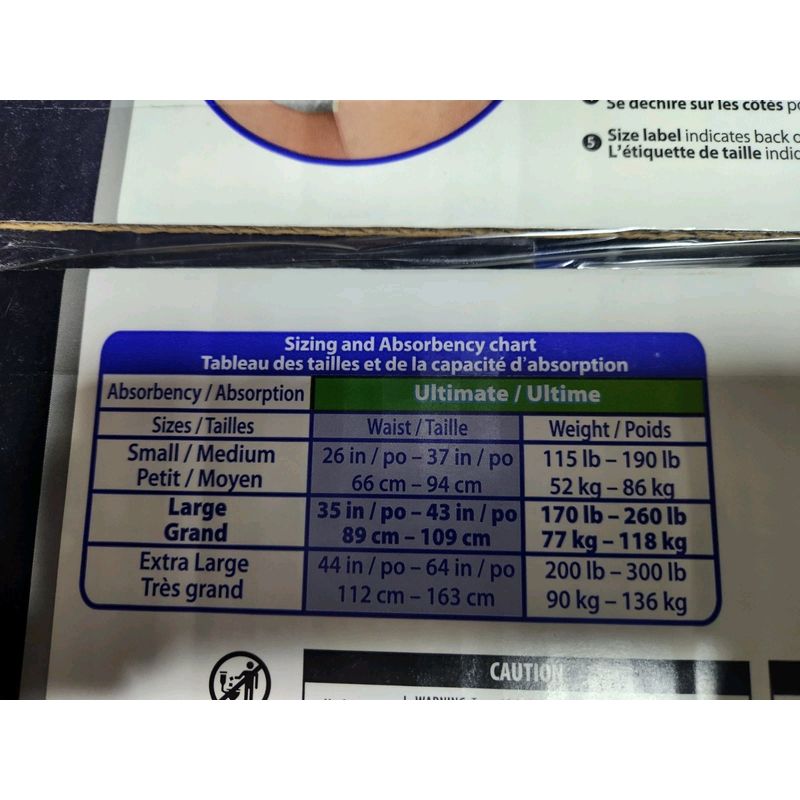 Se déchire sur les côtés
5 Size label indicates back
L'étiquette de taille
Sizing and Absorbency chart
Tableau des tailles et de la capacité d'absorption
Absorbency / Absorption Ultimate / Ultime
Sizes / Tailles Waist / Taille Weight / Poids
Small / Medium 26 in / po – 37 in / po 115 lb – 190 lb
Petit / Moyen 66 cm – 94 cm 52 kg – 86 kg
Large 35 in / po – 43 in / po 170 lb – 260 lb
Grand 89 cm – 109 cm 77 kg – 118 kg
Extra Large 44 in / po – 64 in / po 200 lb – 300 lb
Très grand 112 cm – 163 cm 90 kg – 136 kg
CAUTION